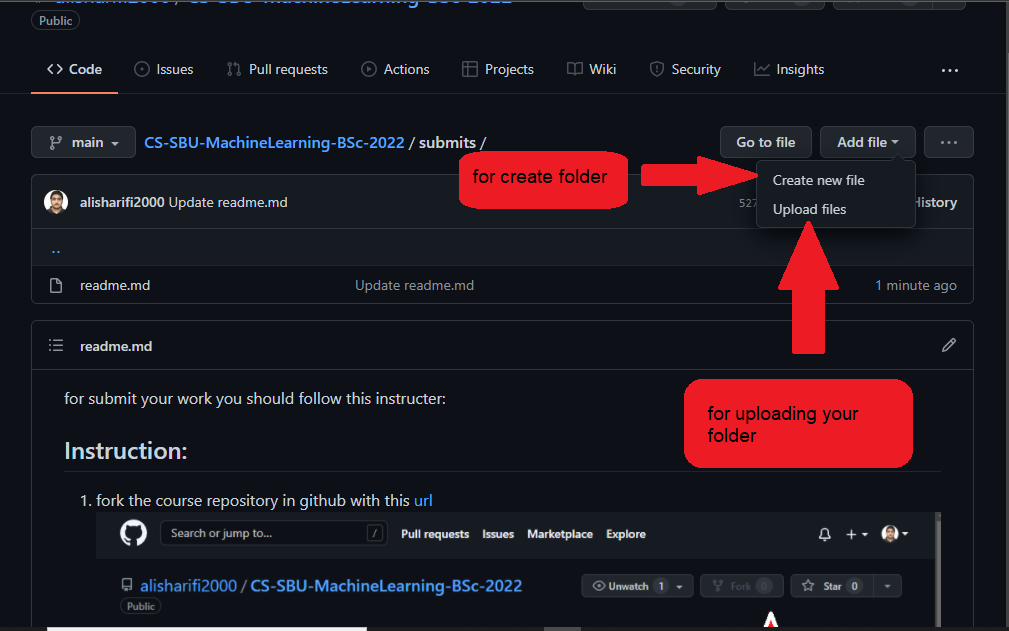 alisharifi2000 / CS-SBU-MachineLearning-BSc-2022
Public
Code Issues Pull requests Actions Projects Wiki Security Insights
main CS-SBU-MachineLearning-BSc-2022 / submits / Go to file Add file
for create folder
Create new file
Upload files
alisharifi2000 Update readme.md 527 History
..
readme.md Update readme.md 1 minute ago
readme.md
for uploading your
folder
for submit your work you should follow this instructer:
Instruction:
1. fork the course repository in github with this url
Search or jump to... / Pull requests Issues Marketplace Explore
alisharifi2000 / CS-SBU-MachineLearning-BSc-2022 Unwatch 1 Fork 0 Star 0
Public